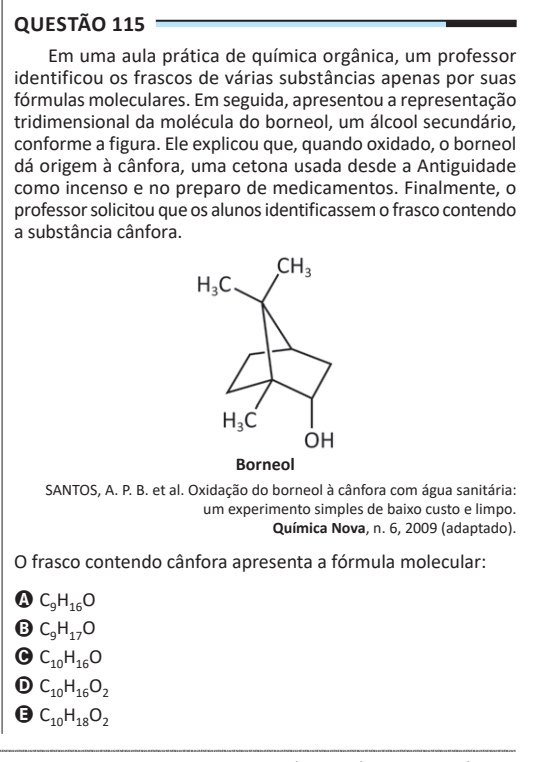 QUESTÃO 115
Em uma aula prática de química orgânica, um professor
identificou os frascos de várias substâncias apenas por suas
fórmulas moleculares. Em seguida, apresentou a representação
tridimensional da molécula do borneol, um álcool secundário,
conforme a figura. Ele explicou que, quando oxidado, o borneol
dá origem à cânfora, uma cetona usada desde a Antiguidade
como incenso e no preparo de medicamentos. Finalmente, o
professor solicitou que os alunos identificassem o frasco contendo
a substância cânfora.
CH₃
H₃C
H₃C
OH
Borneol
SANTOS, A. P. B. et al. Oxidação do borneol à cânfora com água sanitária:
um experimento simples de baixo custo e limpo.
Química Nova, n. 6, 2009 (adaptado).
O frasco contendo cânfora apresenta a fórmula molecular:
A C₉H₁₆O
B C₉H₁₇O
C C₁₀H₁₆O
D C₁₀H₁₆O₂
E C₁₀H₁₈O₂